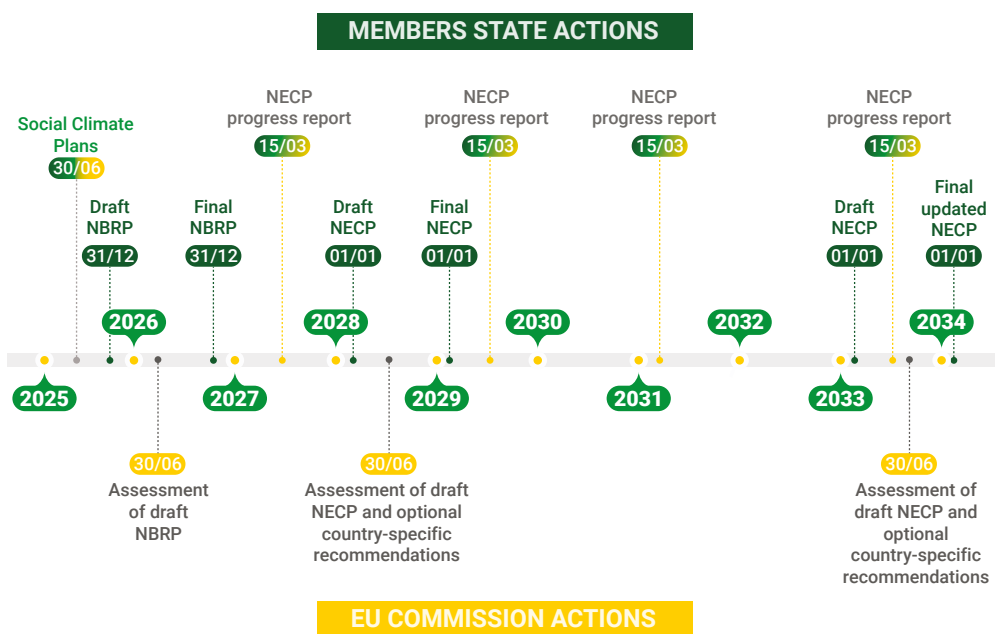 MEMBERS STATE ACTIONS
Social Climate
Plans
30/06
NECP
progress report
15/03
NECP
progress report
15/03
NECP
progress report
15/03
NECP
progress report
15/03
Draft
NBRP
31/12
Final
NBRP
31/12
Draft
NECP
01/01
Final
NECP
01/01
Draft
NECP
01/01
Final
updated
NECP
01/01
2026
2028
2030
2032
2034
2025
2027
2029
2031
2033
30/06
Assessment
of draft
NBRP
30/06
Assessment of draft
NECP and optional
country-specific
recommendations
30/06
Assessment of
draft NECP and
optional
country-specific
recommendations
EU COMMISSION ACTIONS